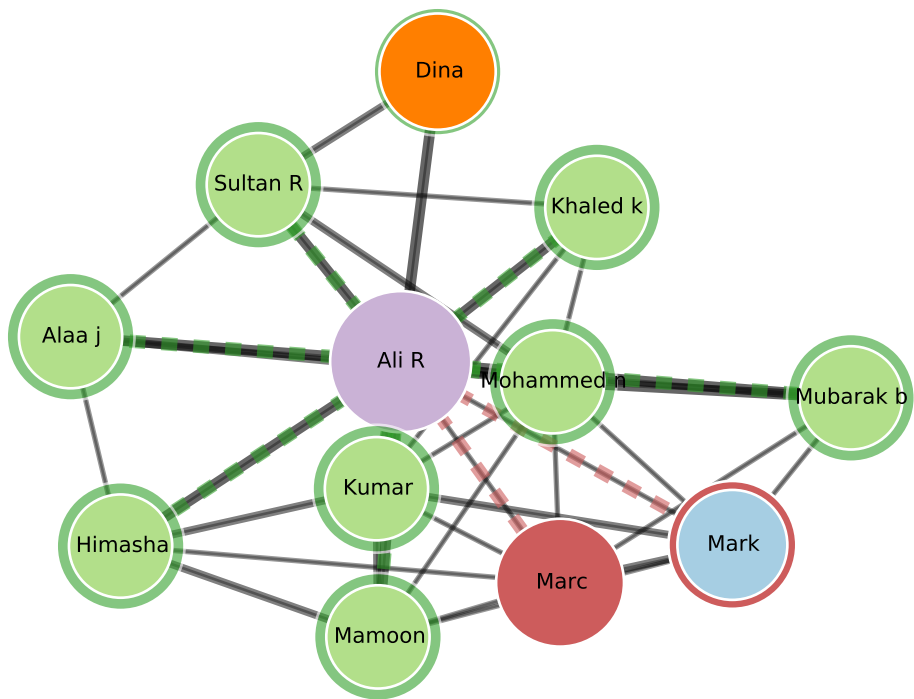 Dina
Sultan R
Khaled k
Alaa j
Ali R
Mohammed n
Mubarak b
Kumar
Himasha
Mark
Marc
Mamoon